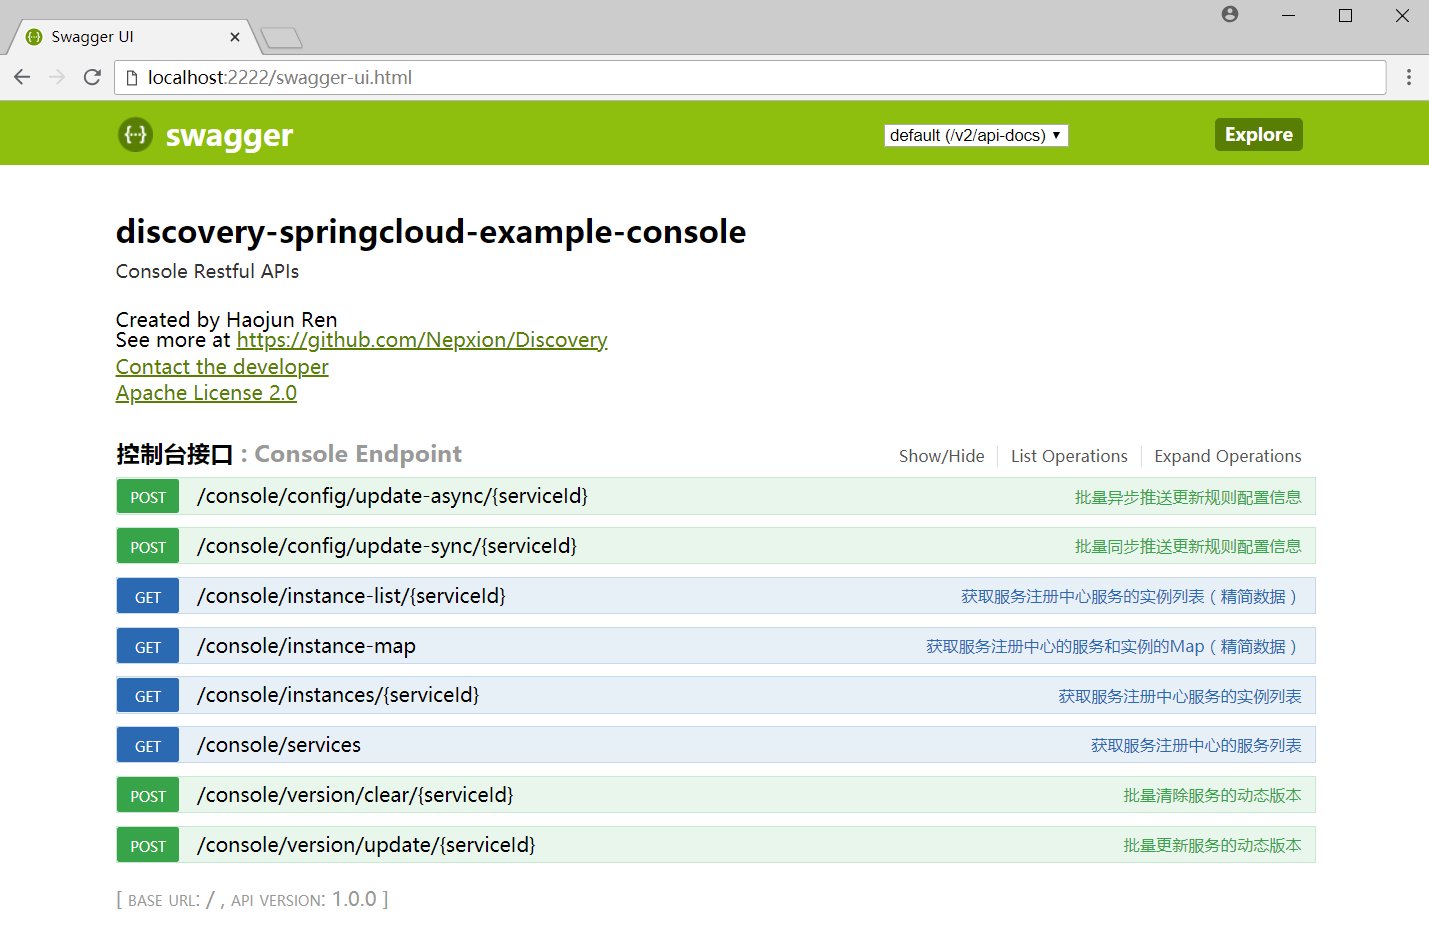 Swagger UI
localhost:2222/swagger-ui.html
swagger
default (/v2/api-docs)
Explore
discovery-springcloud-example-console
Console Restful APIs
Created by Haojun Ren
See more at https://github.com/Nepxion/Discovery
Contact the developer
Apache License 2.0
控制台接口 : Console Endpoint
Show/Hide
List Operations
Expand Operations
POST /console/config/update-async/{serviceId} 批量异步推送更新规则配置信息
POST /console/config/update-sync/{serviceId} 批量同步推送更新规则配置信息
GET /console/instance-list/{serviceId} 获取服务注册中心服务的实例列表（精简数据）
GET /console/instance-map 获取服务注册中心的服务和实例的Map（精简数据）
GET /console/instances/{serviceId} 获取服务注册中心服务的实例列表
GET /console/services 获取服务注册中心的服务列表
POST /console/version/clear/{serviceId} 批量清除服务的动态版本
POST /console/version/update/{serviceId} 批量更新服务的动态版本
[ BASE URL: / , API VERSION: 1.0.0 ]